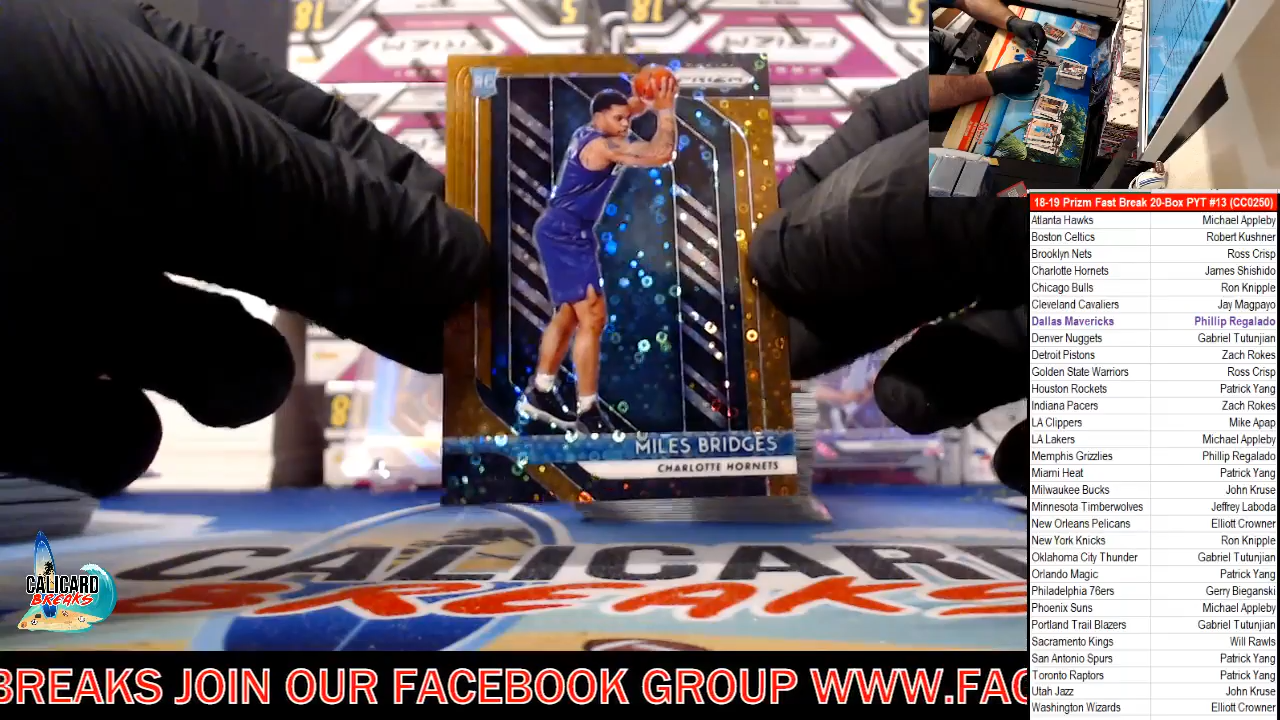 18
5
18
PRIZM
RC
PRIZM
MILES BRIDGES
CHARLOTTE HORNETS
CALICARD
BREAKS
CALICARD
BREAKS
BREAKS JOIN OUR FACEBOOK GROUP WWW.FAC
18-19 Prizm Fast Break 20-Box PYT #13 (CC0250)
Atlanta Hawks Michael Appleby
Boston Celtics Robert Kushner
Brooklyn Nets Ross Crisp
Charlotte Hornets James Shishido
Chicago Bulls Ron Knipple
Cleveland Cavaliers Jay Magpayo
Dallas Mavericks Phillip Regalado
Denver Nuggets Gabriel Tutunjian
Detroit Pistons Zach Rokes
Golden State Warriors Ross Crisp
Houston Rockets Patrick Yang
Indiana Pacers Zach Rokes
LA Clippers Mike Apap
LA Lakers Michael Appleby
Memphis Grizzlies Phillip Regalado
Miami Heat Patrick Yang
Milwaukee Bucks John Kruse
Minnesota Timberwolves Jeffrey Laboda
New Orleans Pelicans Elliott Crowner
New York Knicks Ron Knipple
Oklahoma City Thunder Gabriel Tutunjian
Orlando Magic Patrick Yang
Philadelphia 76ers Gerry Bieganski
Phoenix Suns Michael Appleby
Portland Trail Blazers Gabriel Tutunjian
Sacramento Kings Will Rawls
San Antonio Spurs Patrick Yang
Toronto Raptors Patrick Yang
Utah Jazz John Kruse
Washington Wizards Elliott Crowner